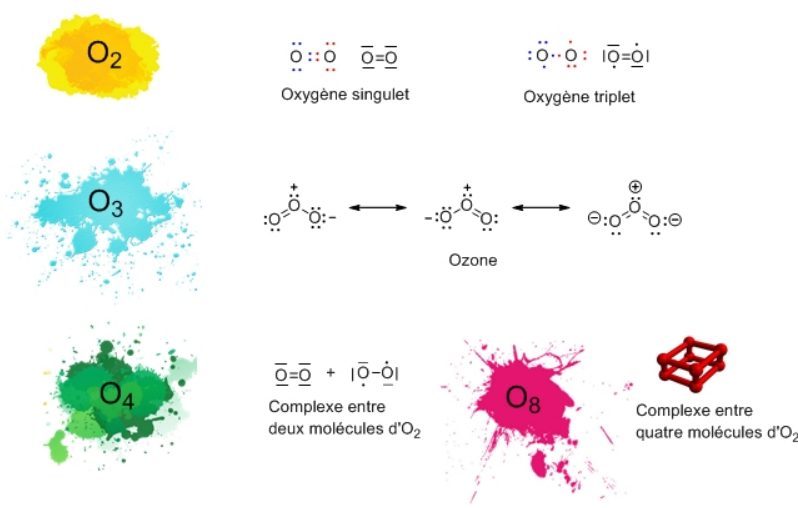 O₂
O::O O=O
Oxygène singulet
O··O |O=O|
Oxygène triplet
O₃
+
O=O-O−
+
−O-O=O
⊕
⊖O=O=O⊖
Ozone
O₄
O=O + |O−O|
Complexe entre
deux molécules d'O₂
O₈
Complexe entre
quatre molécules d'O₂